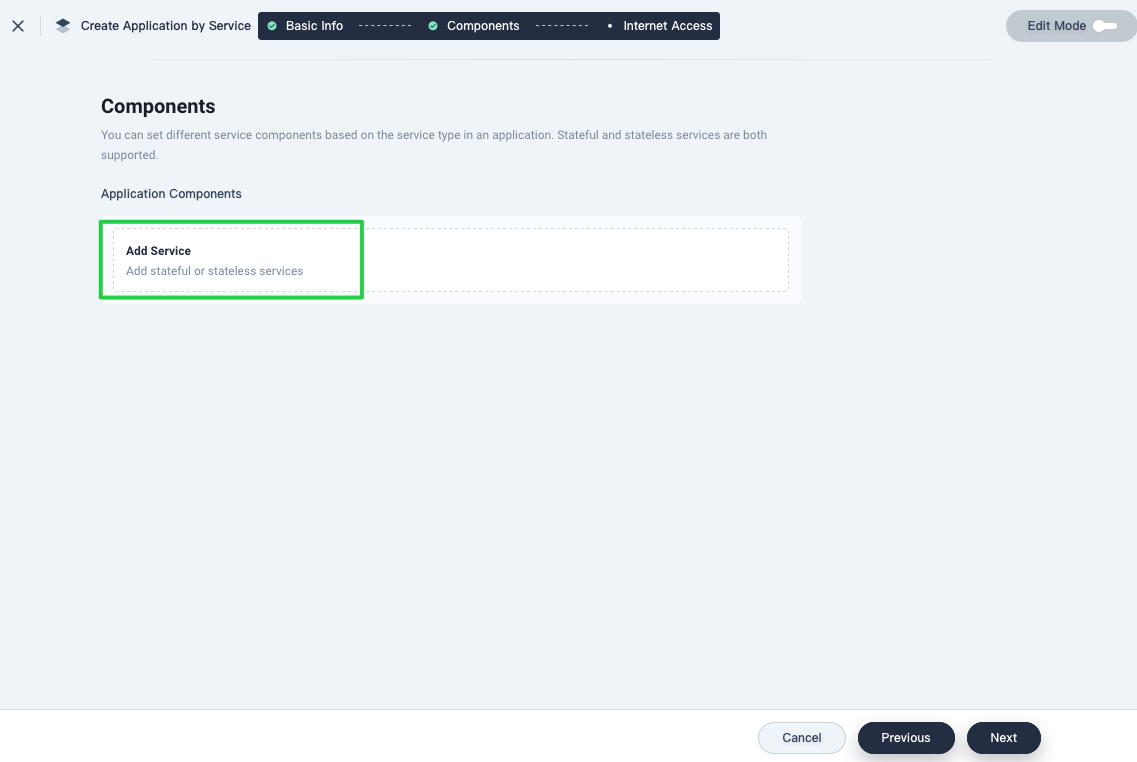 Create Application by Service
Basic Info
Components
Internet Access
Edit Mode
Components
You can set different service components based on the service type in an application. Stateful and stateless services are both
supported.
Application Components
Add Service
Add stateful or stateless services
Cancel
Previous
Next